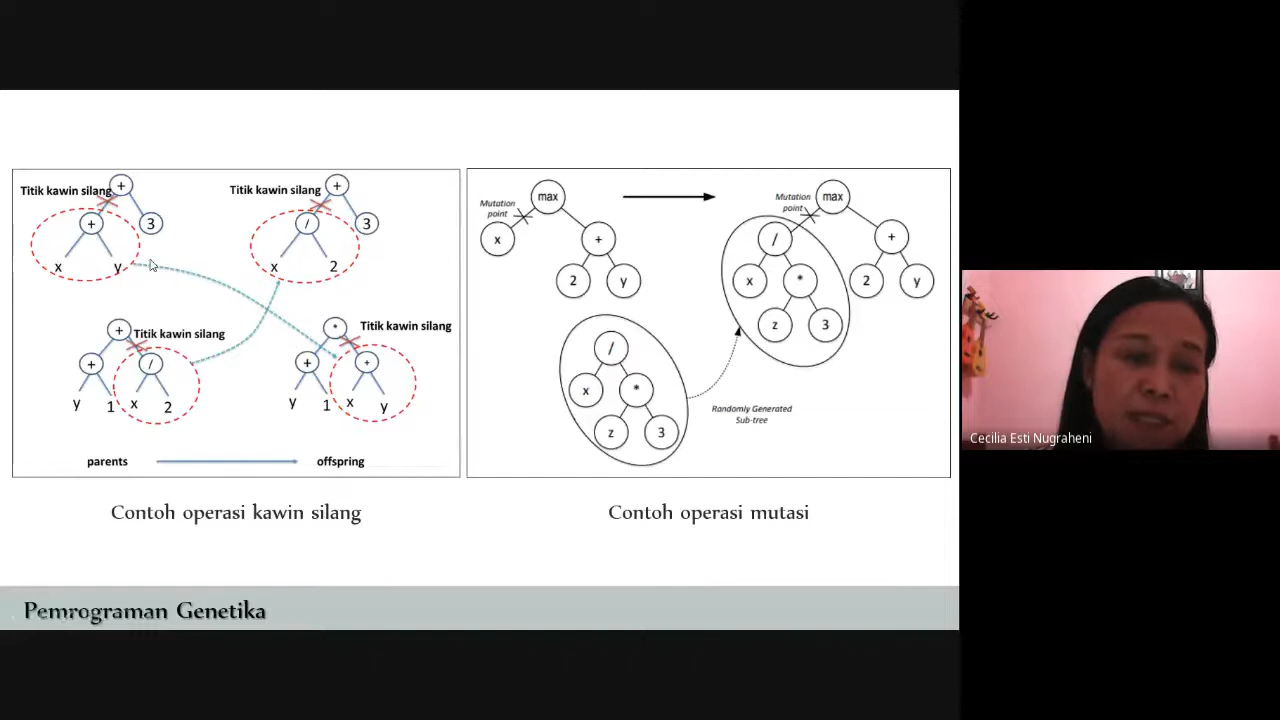 Titik kawin silang
+
+
3
x
y
Titik kawin silang
+
/
3
x
2
+
Titik kawin silang
+
/
y
1
x
2
*
Titik kawin silang
+
+
y
1
x
y
parents
offspring
Contoh operasi kawin silang
Mutation
point
max
x
+
2
y
Mutation
point
max
/
+
x
*
2
y
z
3
/
x
*
z
3
Randomly Generated
Sub-tree
Contoh operasi mutasi
Pemrograman Genetika
Cecilia Esti Nugraheni